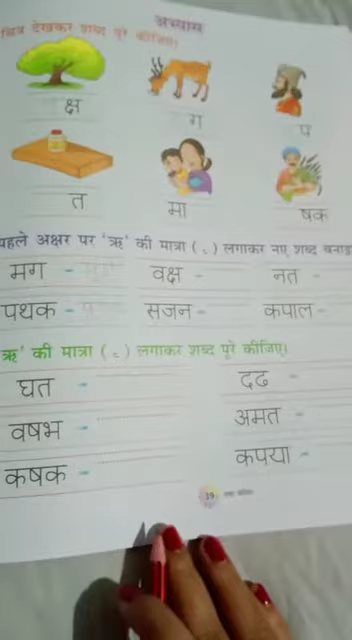 अभ्यास
चित्र देखकर शब्द पूरे कीजिए।
क्ष ग प
त मा षक
पहले अक्षर पर 'ऋ' की मात्रा ( ृ ) लगाकर नए शब्द बनाइ
मग - वक्ष - नत -
पथक - सजन - कपाल -
ऋ' की मात्रा ( ृ ) लगाकर शब्द पूरे कीजिए।
घत - दढ -
वषभ - अमत -
कषक - कपया -
39